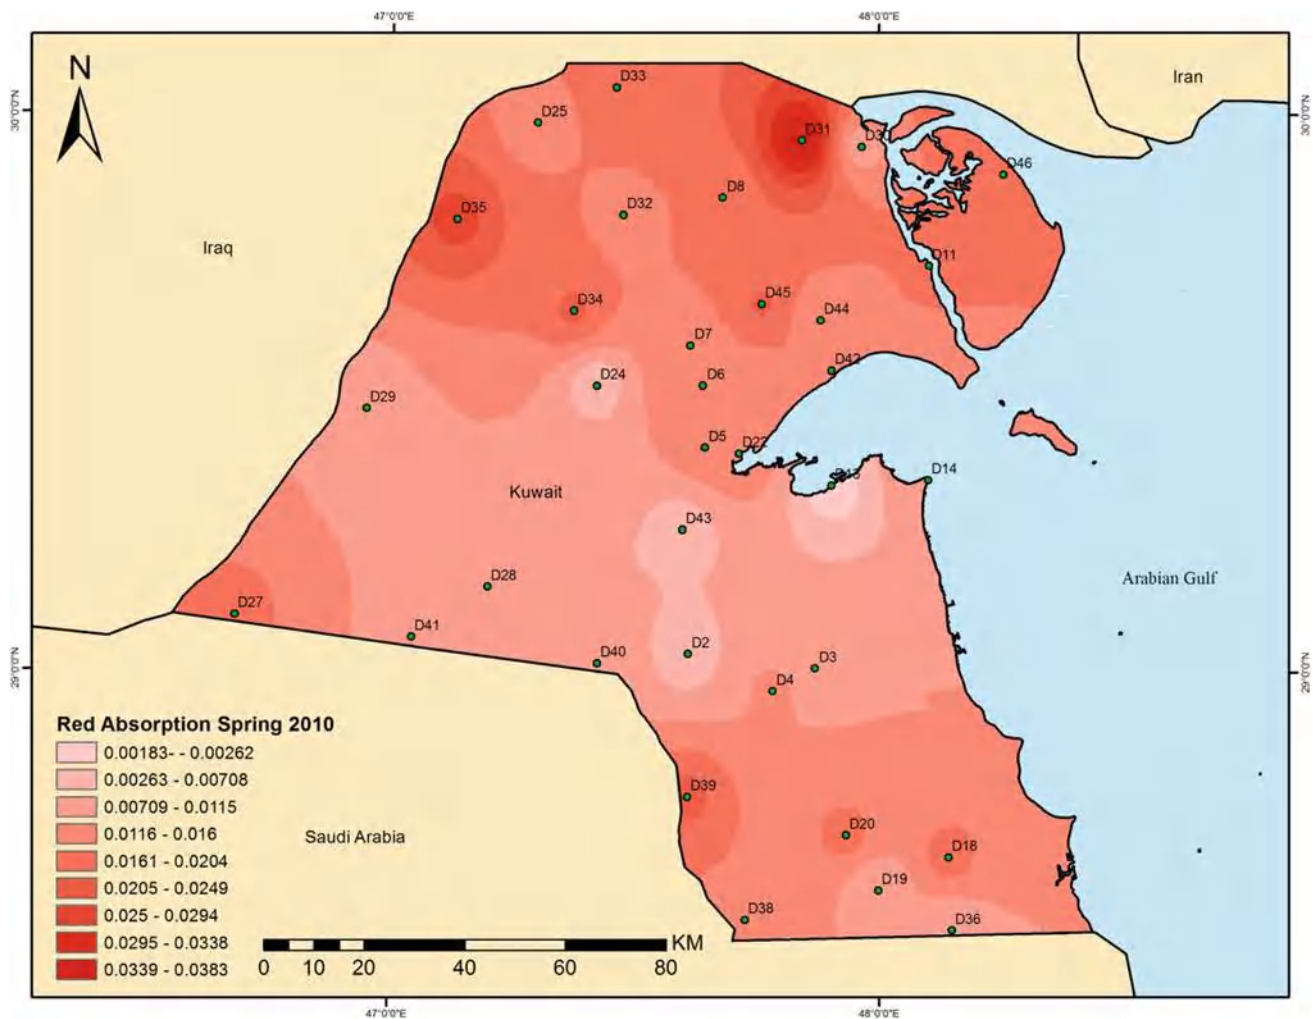 47°0'0"E
48°0'0"E
N
Iran
30°0'0"N
30°0'0"N
D33
D25
D31
D30
D46
D35
D32
D8
Iraq
D11
D34
D45
D44
D7
D42
D24
D6
D29
D5
D22
D13
D14
Kuwait
D43
Arabian Gulf
D28
D27
D41
D2
D40
D3
29°0'0"N
29°0'0"N
D4
Red Absorption Spring 2010
0.00183- - 0.00262
0.00263 - 0.00708
0.00709 - 0.0115
0.0116 - 0.016
0.0161 - 0.0204
0.0205 - 0.0249
0.025 - 0.0294
0.0295 - 0.0338
0.0339 - 0.0383
D39
Saudi Arabia
D20
D18
D19
D38
D36
KM
0 10 20 40 60 80
47°0'0"E
48°0'0"E